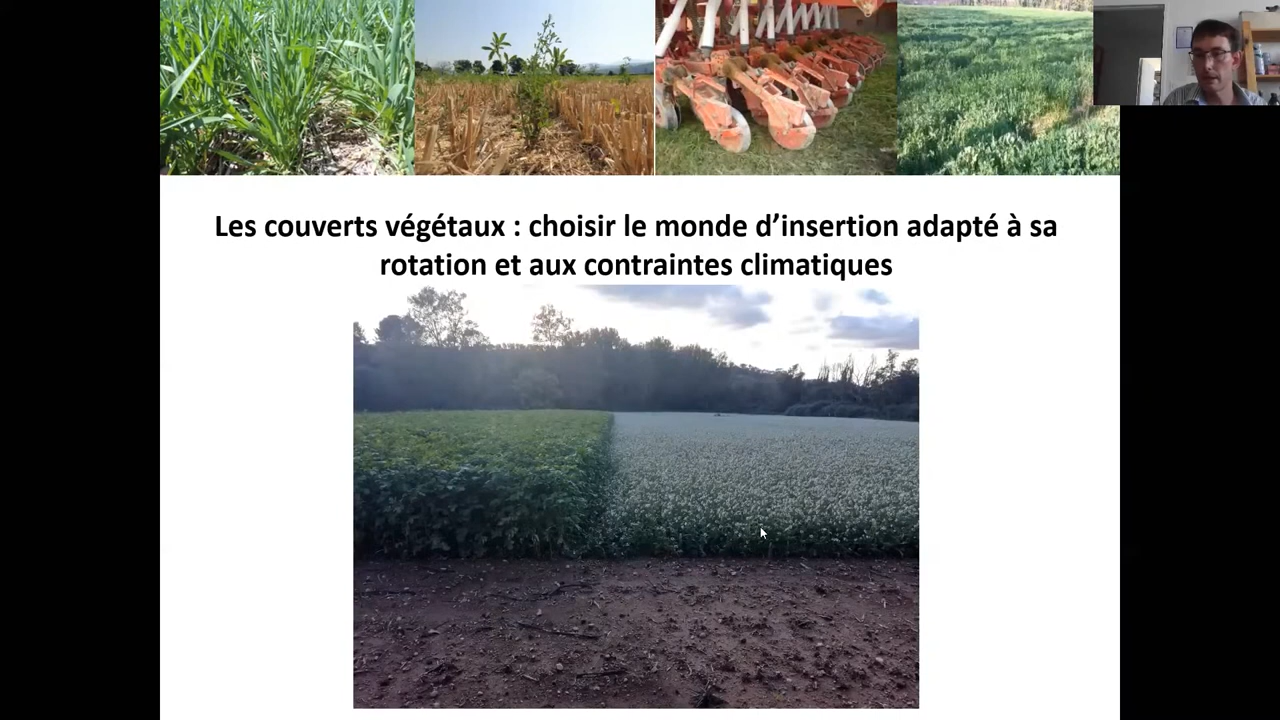 Les couverts végétaux : choisir le monde d’insertion adapté à sa
rotation et aux contraintes climatiques